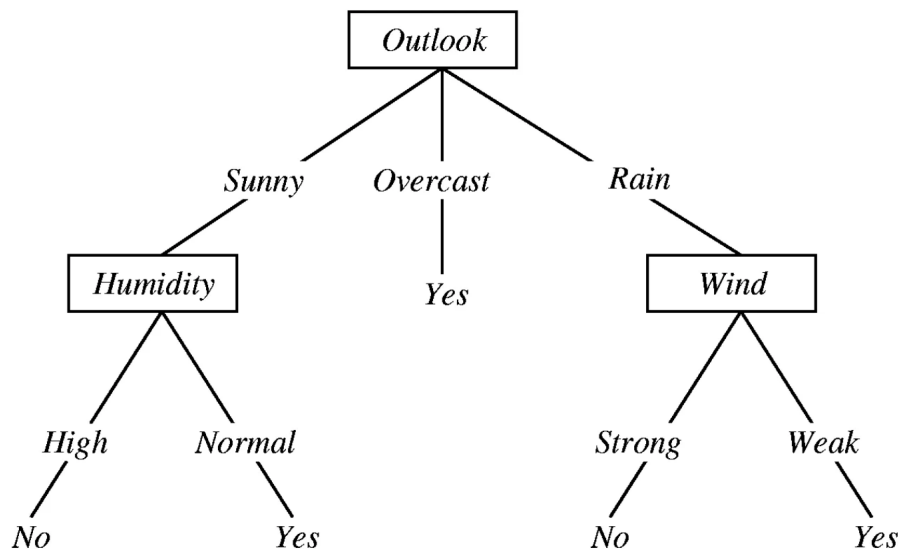 Outlook
Sunny Overcast Rain
Humidity Yes Wind
High Normal Strong Weak
No Yes No Yes